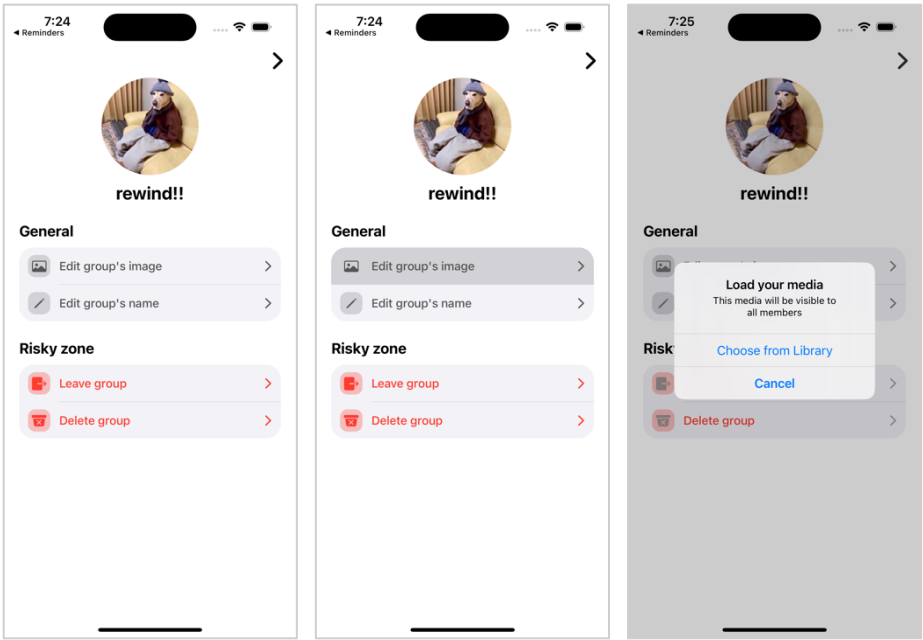 7:24
◀ Reminders
rewind!!
General
Edit group's image
Edit group's name
Risky zone
Leave group
Delete group
7:24
◀ Reminders
rewind!!
General
Edit group's image
Edit group's name
Risky zone
Leave group
Delete group
7:25
◀ Reminders
rewind!!
General
Load your media
This media will be visible to
all members
Risk
Choose from Library
Cancel
Delete group